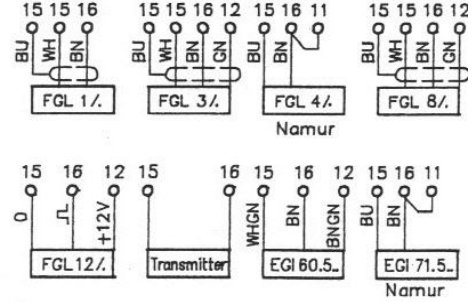 15 15 16 15 15 16 12 15 16 11 15 15 16 12
BU WH BN BU WH BN GN BU BN BU WH BN GN
FGL 1/. FGL 3/. FGL 4/. FGL 8/.
Namur
15 16 12 15 16 15 16 12 15 16 11
0 +12V WHGN BN BNGN BU BN
FGL12/. Transmitter EGI 60.5_ EGI 71.5_
Namur